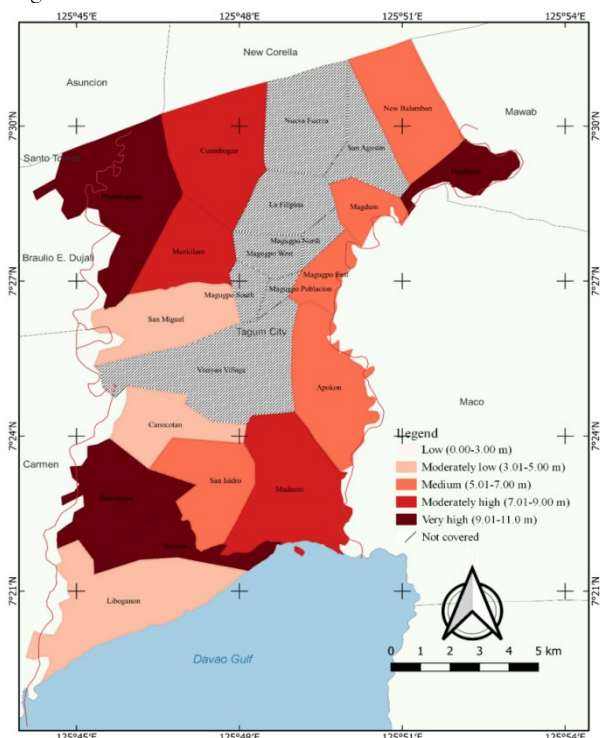 125°45'E 125°48'E 125°51'E 125°54'E
New Corella
Asuncion
New Balamban
Mawab
Nueva Fuerza
7°30'N
7°30'N
Cuambogan
San Agustin
Santo Tomas
Pagsabangan
La Filipina
Magdum
Magugpo North
Mankilam
Magugpo West
Braulio E. Dujali
7°27'N
7°27'N
Magugpo East
Magugpo South
Magugpo Poblacion
San Miguel
Tagum City
Visayan Village
Apokon
Maco
Canocotan
7°24'N
7°24'N
Legend
Low (0.00-3.00 m)
Moderately low (3.01-5.00 m)
Medium (5.01-7.00 m)
Moderately high (7.01-9.00 m)
Very high (9.01-11.0 m)
Not covered
Carmen
San Isidro
Madaum
7°21'N
7°21'N
Liboganon
Davao Gulf
0 1 2 3 4 5 km
125°45'E 125°48'E 125°51'E 125°54'E